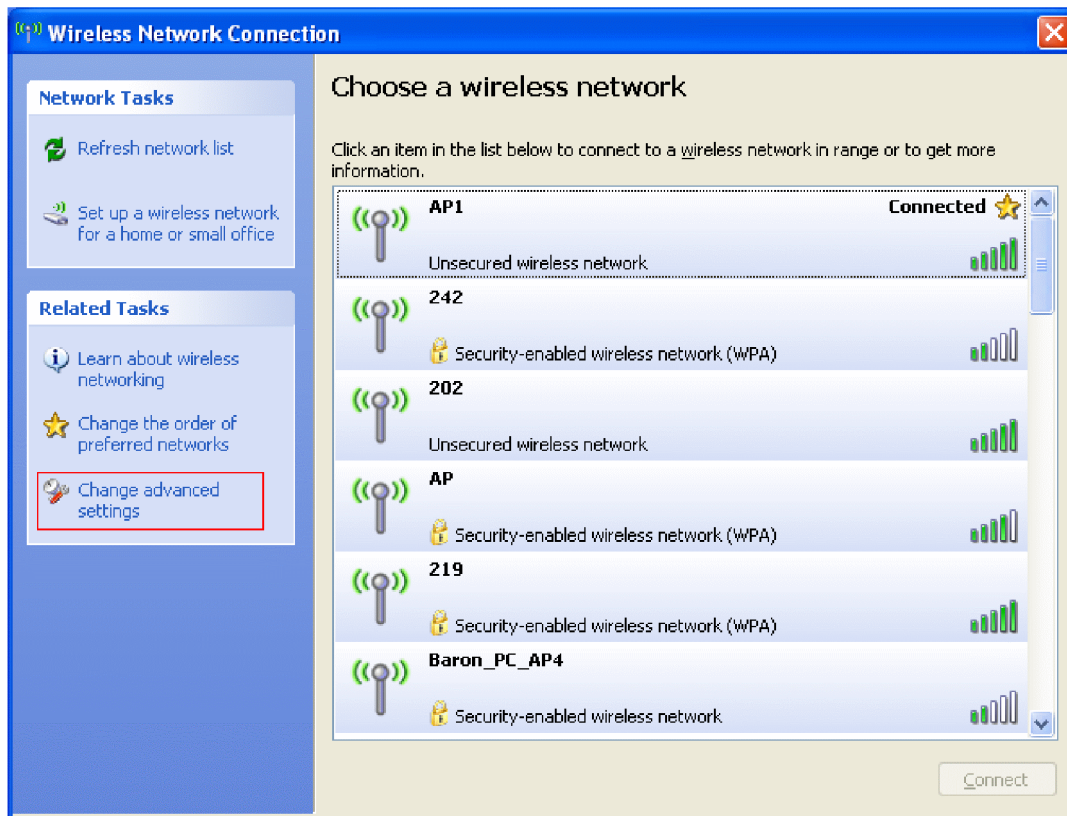 Wireless Network Connection
Network Tasks
Refresh network list
Set up a wireless network
for a home or small office
Related Tasks
Learn about wireless
networking
Change the order of
preferred networks
Change advanced
settings
Choose a wireless network
Click an item in the list below to connect to a wireless network in range or to get more
information.
AP1
Connected
Unsecured wireless network
242
Security-enabled wireless network (WPA)
202
Unsecured wireless network
AP
Security-enabled wireless network (WPA)
219
Security-enabled wireless network (WPA)
Baron_PC_AP4
Security-enabled wireless network
Connect